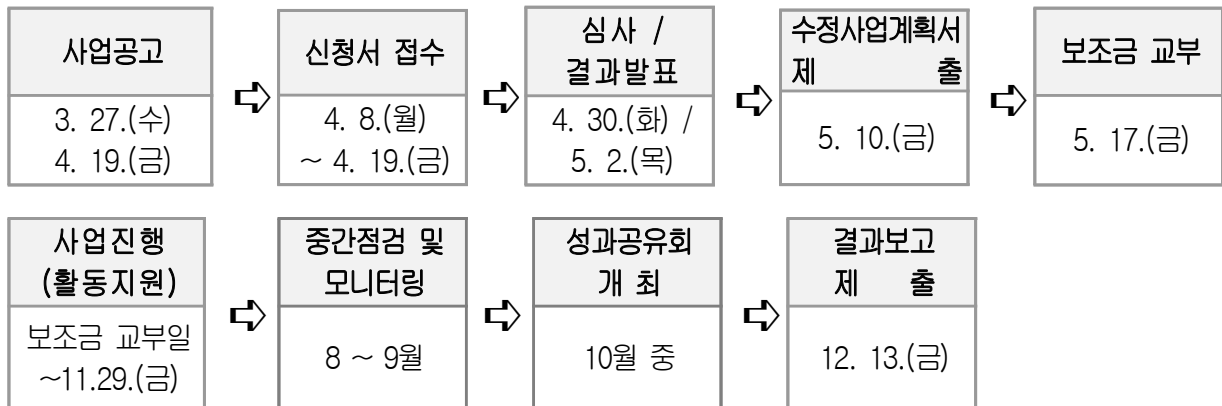 사업공고
3. 27.(수)
4. 19.(금)
신청서 접수
4. 8.(월)
~ 4. 19.(금)
심사 /
결과발표
4. 30.(화) /
5. 2.(목)
수정사업계획서
제 출
5. 10.(금)
보조금 교부
5. 17.(금)
사업진행
(활동지원)
보조금 교부일
~11.29.(금)
중간점검 및
모니터링
8 ~ 9월
성과공유회
개 최
10월 중
결과보고
제 출
12. 13.(금)